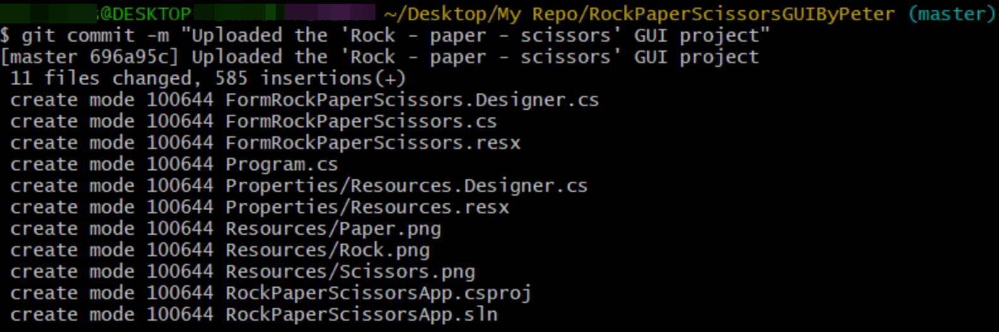 s@DESKTOP ~/Desktop/My Repo/RockPaperScissorsGUIByPeter (master)
$ git commit -m "Uploaded the 'Rock - paper - scissors' GUI project"
[master 696a95c] Uploaded the 'Rock - paper - scissors' GUI project
 11 files changed, 585 insertions(+)
 create mode 100644 FormRockPaperScissors.Designer.cs
 create mode 100644 FormRockPaperScissors.cs
 create mode 100644 FormRockPaperScissors.resx
 create mode 100644 Program.cs
 create mode 100644 Properties/Resources.Designer.cs
 create mode 100644 Properties/Resources.resx
 create mode 100644 Resources/Paper.png
 create mode 100644 Resources/Rock.png
 create mode 100644 Resources/Scissors.png
 create mode 100644 RockPaperScissorsApp.csproj
 create mode 100644 RockPaperScissorsApp.sln